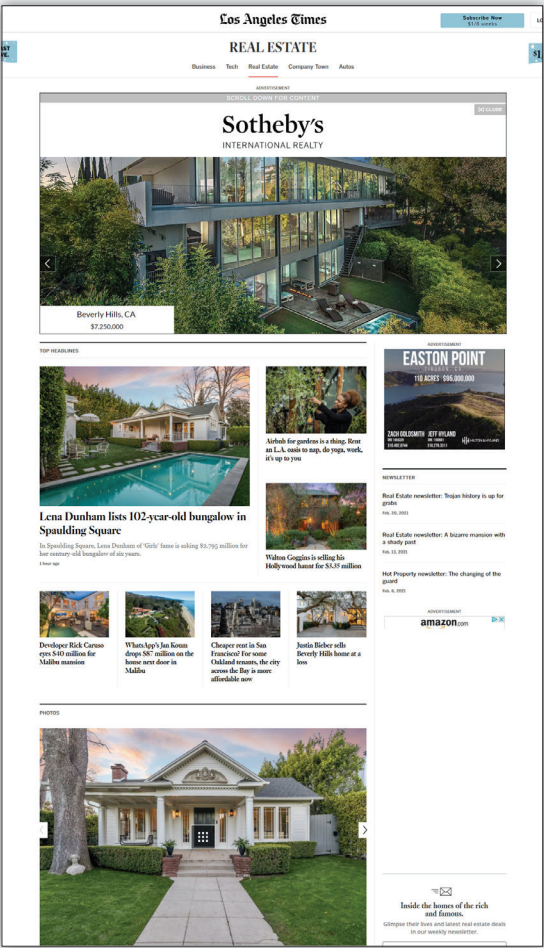 Los Angeles Times
Subscribe Now
$1/8 weeks
REAL ESTATE
Business Tech Real Estate Company Town Autos
ADVERTISEMENT
SCROLL DOWN FOR CONTENT
[X] CLOSE
Sotheby's
INTERNATIONAL REALTY
Beverly Hills, CA
$7,250,000
TOP HEADLINES
Lena Dunham lists 102-year-old bungalow in
Spaulding Square
In Spaulding Square, Lena Dunham of 'Girls' fame is asking $2.795 million for
her century-old bungalow of six years.
1 hour ago
Airbnb for gardens is a thing. Rent
an L.A. oasis to nap, do yoga, work,
it's up to you
Walton Goggins is selling his
Hollywood haunt for $3.35 million
Developer Rick Caruso
eyes $40 million for
Malibu mansion
WhatsApp's Jan Koum
drops $87 million on the
house next door in
Malibu
Cheaper rent in San
Francisco? For some
Oakland tenants, the city
across the Bay is more
affordable now
Justin Bieber sells
Beverly Hills home at a
loss
ADVERTISEMENT
EASTON POINT
110 ACRES $95,000,000
ZACH GOLDSMITH JEFF HYLAND
HILTON & HYLAND
NEWSLETTER
Real Estate newsletter: Trojan history is up for
grabs
Feb. 20, 2021
Real Estate newsletter: A bizarre mansion with
a shady past
Feb. 13, 2021
Hot Property newsletter: The changing of the
guard
Feb. 6, 2021
ADVERTISEMENT
amazon.com
PHOTOS
Inside the homes of the rich
and famous.
Glimpse their lives and latest real estate deals
in our weekly newsletter.